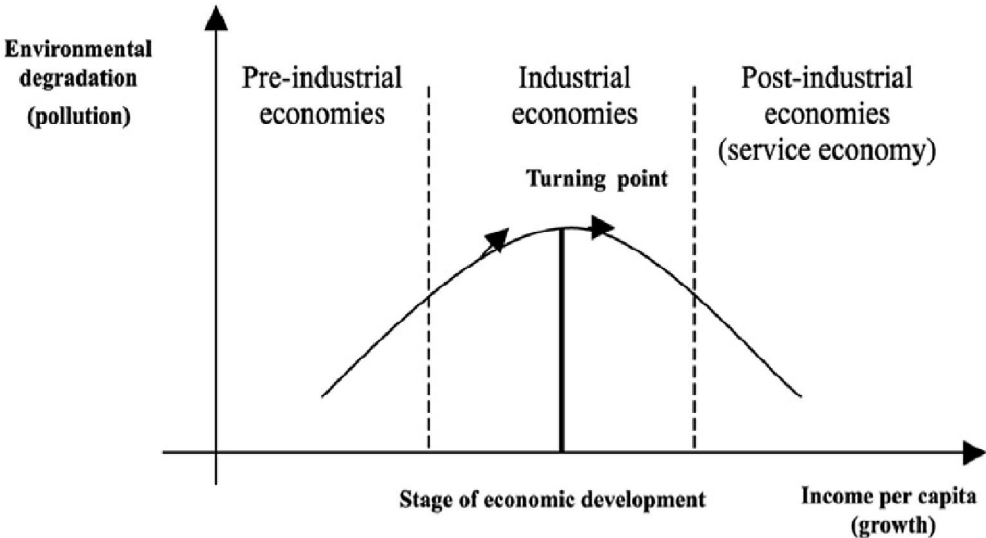 Environmental
degradation
(pollution)
Pre-industrial
economies
Industrial
economies
Post-industrial
economies
(service economy)
Turning point
Stage of economic development
Income per capita
(growth)